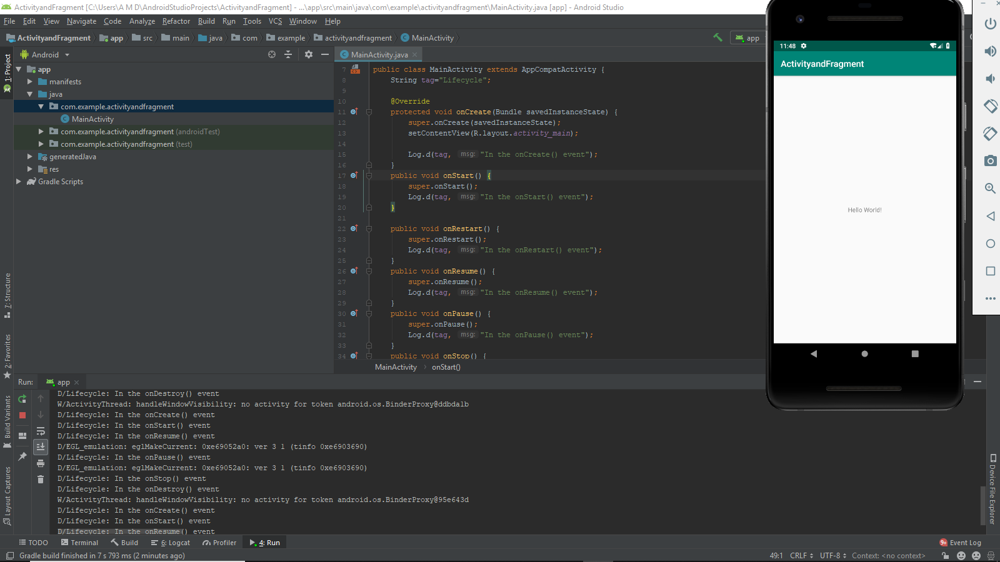 ActivityandFragment [C:\Users\A M D\AndroidStudioProjects\ActivityandFragment] - ...\app\src\main\java\com\example\activityandfragment\MainActivity.java [app] - Android Studio
File Edit View Navigate Code Analyze Refactor Build Run Tools VCS Window Help
ActivityandFragment app src main java com example activityandfragment MainActivity app
1: Project
Android
app
manifests
java
com.example.activityandfragment
MainActivity
com.example.activityandfragment (androidTest)
com.example.activityandfragment (test)
generatedJava
res
Gradle Scripts
7: Structure
2: Favorites
Build Variants
Layout Captures
MainActivity.java
7 public class MainActivity extends AppCompatActivity {
8 String tag="Lifecycle";
9
10 @Override
11 protected void onCreate(Bundle savedInstanceState) {
12 super.onCreate(savedInstanceState);
13 setContentView(R.layout.activity_main);
14
15 Log.d(tag, msg: "In the onCreate() event");
16 }
17 public void onStart() {
18 super.onStart();
19 Log.d(tag, msg: "In the onStart() event");
20 }
21
22 public void onRestart() {
23 super.onRestart();
24 Log.d(tag, msg: "In the onRestart() event");
25 }
26 public void onResume() {
27 super.onResume();
28 Log.d(tag, msg: "In the onResume() event");
29 }
30 public void onPause() {
31 super.onPause();
32 Log.d(tag, msg: "In the onPause() event");
33 }
34 public void onStop() {
MainActivity onStart()
11:48
ActivityandFragment
Hello World!
Run: app
D/Lifecycle: In the onDestroy() event
W/ActivityThread: handleWindowVisibility: no activity for token android.os.BinderProxy@ddbda1b
D/Lifecycle: In the onCreate() event
D/Lifecycle: In the onStart() event
D/Lifecycle: In the onResume() event
D/EGL_emulation: eglMakeCurrent: 0xe69052a0: ver 3 1 (tinfo 0xe6903690)
D/Lifecycle: In the onPause() event
D/EGL_emulation: eglMakeCurrent: 0xe69052a0: ver 3 1 (tinfo 0xe6903690)
D/Lifecycle: In the onStop() event
D/Lifecycle: In the onDestroy() event
W/ActivityThread: handleWindowVisibility: no activity for token android.os.BinderProxy@95e643d
D/Lifecycle: In the onCreate() event
D/Lifecycle: In the onStart() event
D/Lifecycle: In the onResume() event
Device File Explorer
TODO Terminal Build 6: Logcat Profiler 4: Run 9+ Event Log
Gradle build finished in 7 s 793 ms (2 minutes ago) 49:1 CRLF UTF-8 Context: <no context>